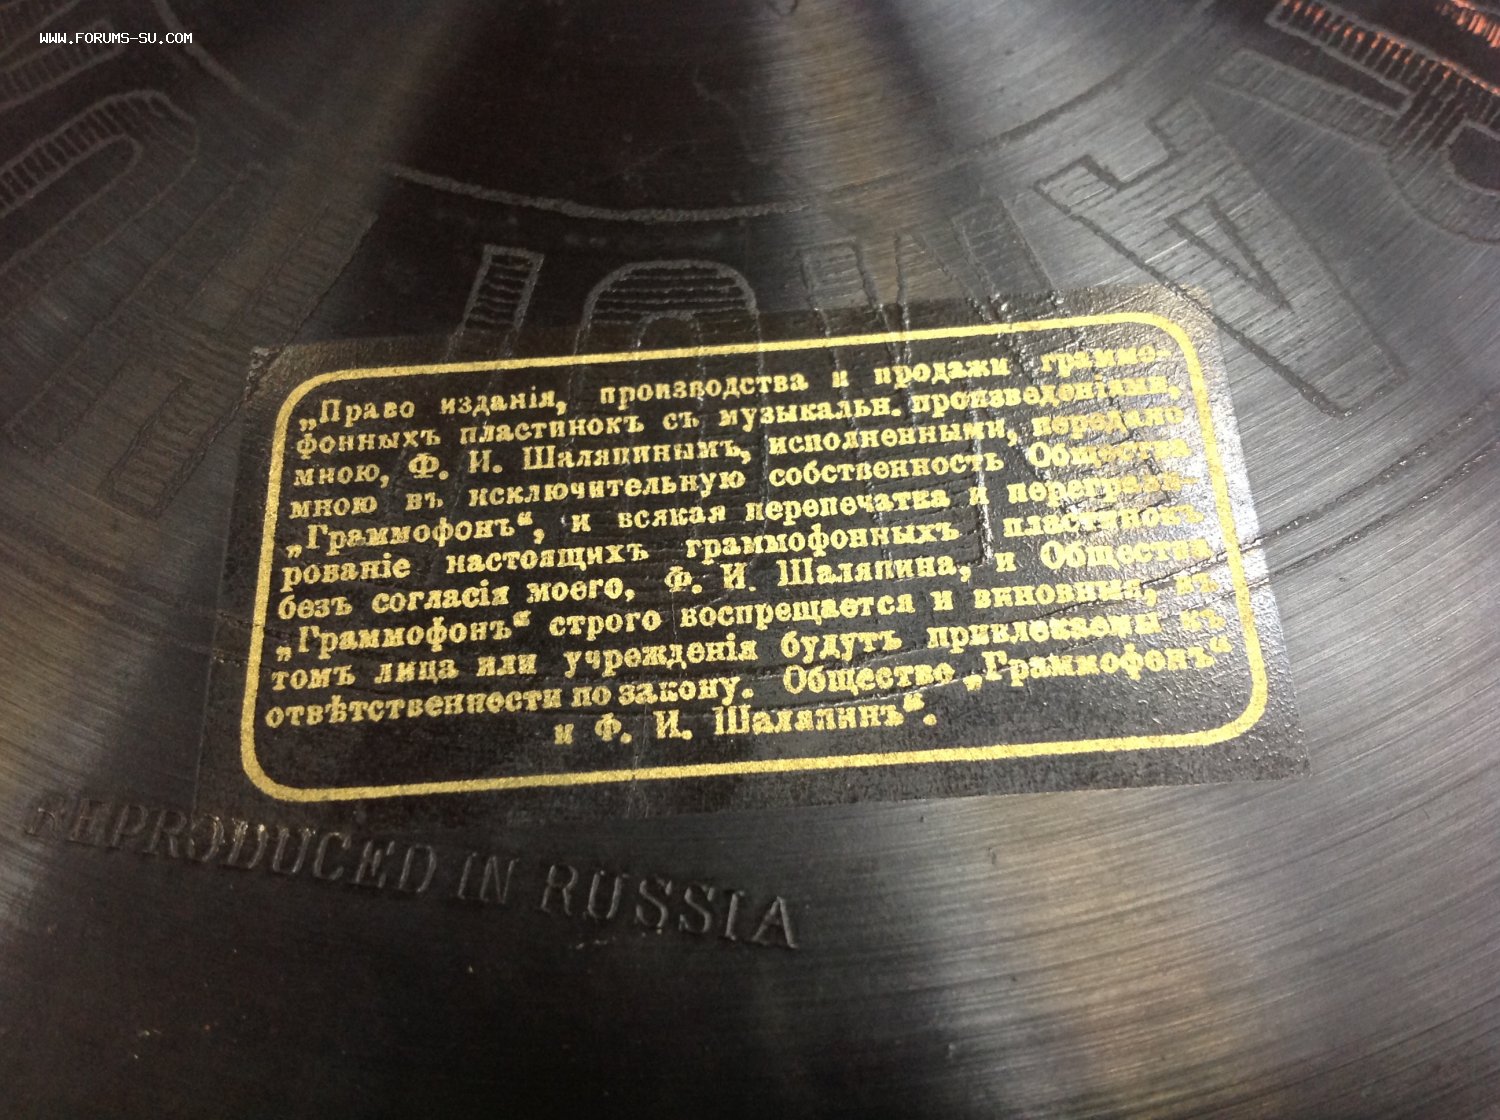 WWW.FORUMS-SU.COM
„Право изданія, производства и продажи граммо-
фонныхъ пластинокъ съ музыкальн. произведеніями,
мною, Ф. И. Шаляпинымъ, исполненными, передано
мною въ исключительную собственность Общества
„Граммофонъ“, и всякая перепечатка и перегравы-
рованіе настоящихъ граммофонныхъ пластинокъ
безъ согласія моего, Ф. И. Шаляпина, и Общества
„Граммофонъ“ строго воспрещается и виновные, въ
томъ лица или учрежденія будутъ привлекаемы къ
отвѣтственности по закону. Общество „Граммофонъ“
и Ф. И. Шаляпинъ“.
REPRODUCED IN RUSSIA